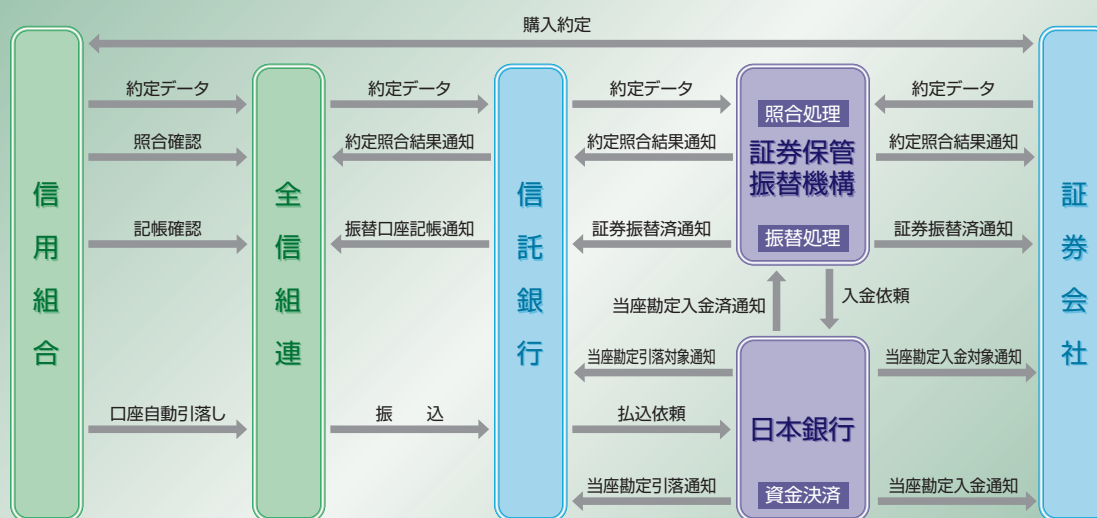 購入約定
約定データ 約定データ 約定データ 約定データ
照合処理
照合確認 約定照合結果通知 約定照合結果通知 約定照合結果通知
証券保管
振替機構
信用組合
全信組連
信託銀行
証券会社
記帳確認 振替口座記帳通知 証券振替済通知 振替処理 証券振替済通知
当座勘定入金済通知 入金依頼
当座勘定引落対象通知 当座勘定入金対象通知
口座自動引落し 振込 払込依頼 日本銀行
当座勘定引落通知 資金決済 当座勘定入金通知